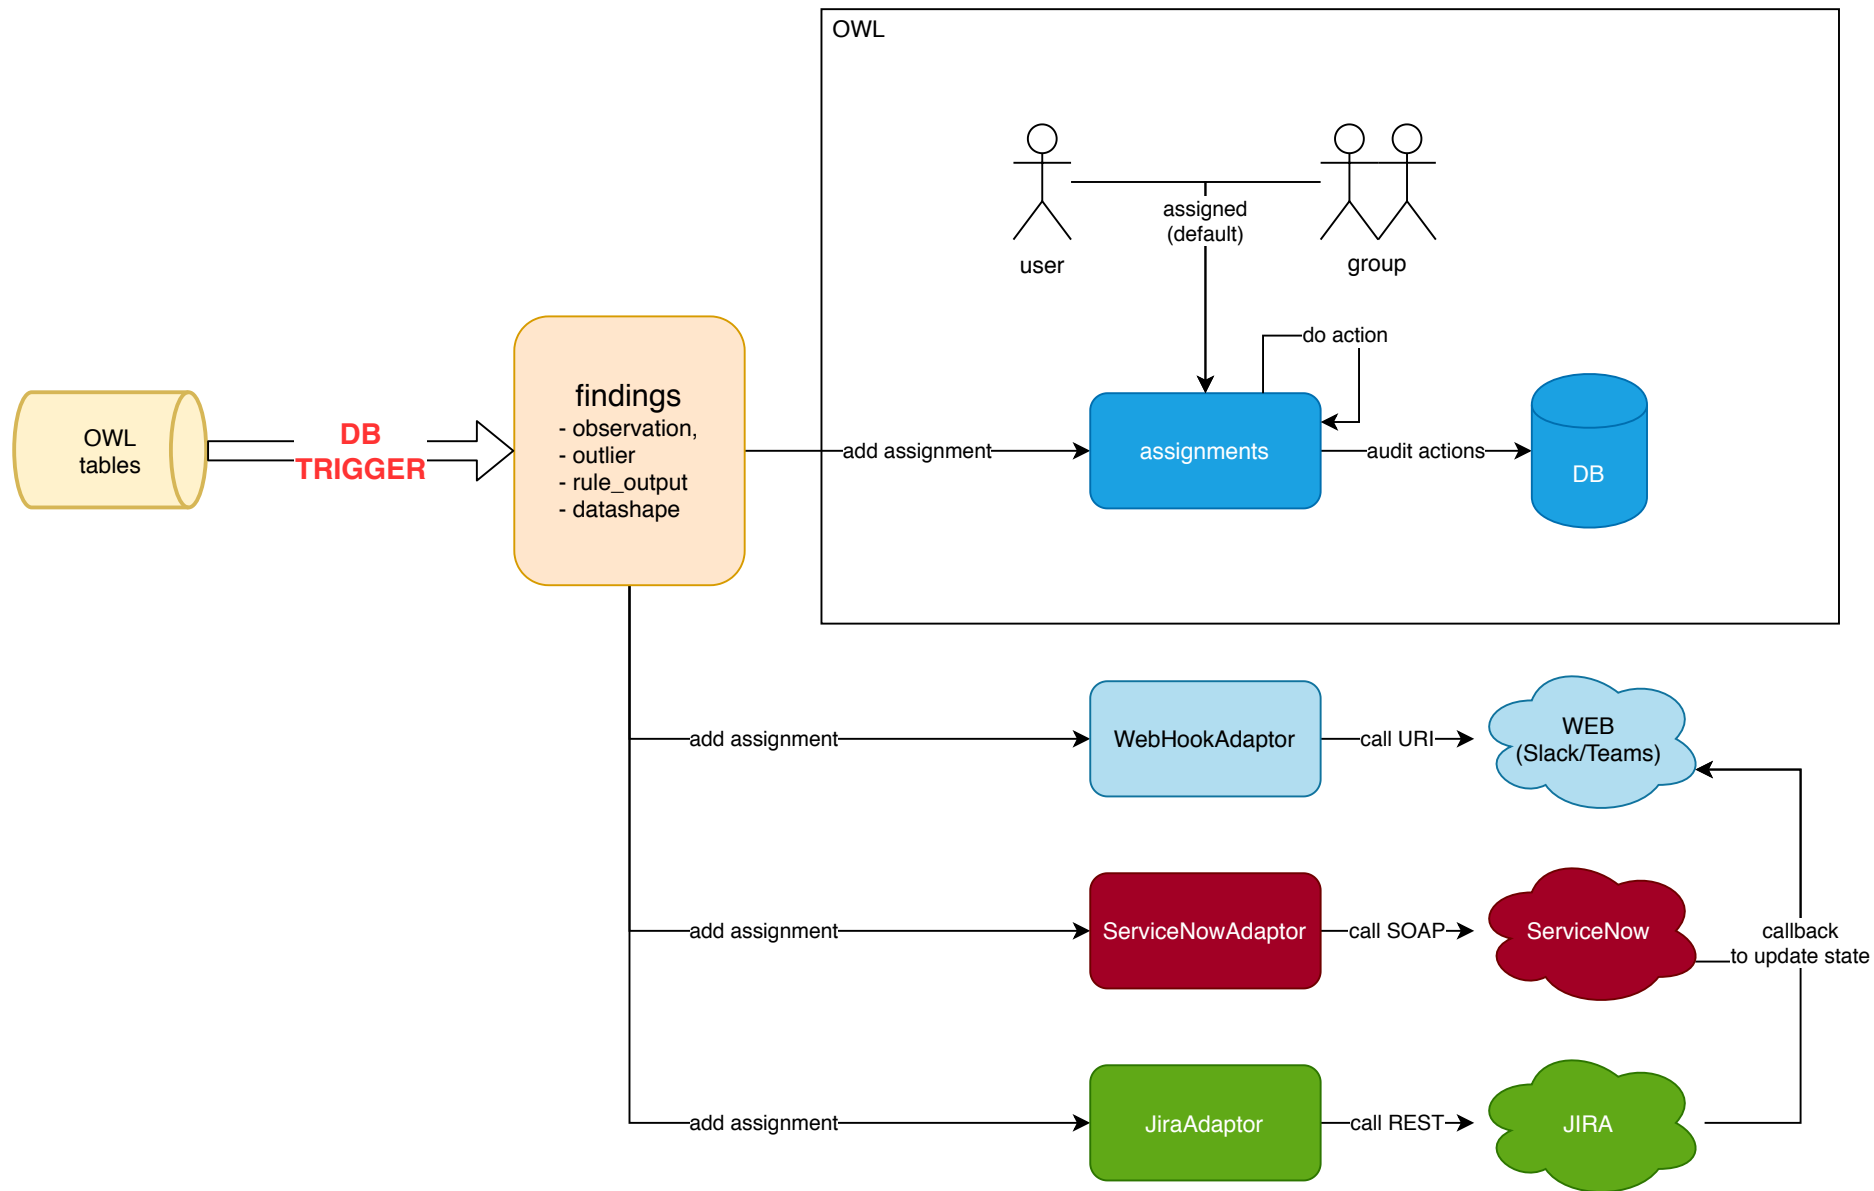 OWL
user
assigned
(default)
group
do action
OWL
tables
DB
TRIGGER
findings
- observation,
- outlier
- rule_output
- datashape
add assignment
assignments
audit actions
DB
add assignment
WebHookAdaptor
call URI
WEB
(Slack/Teams)
add assignment
ServiceNowAdaptor
call SOAP
ServiceNow
callback
to update state
add assignment
JiraAdaptor
call REST
JIRA